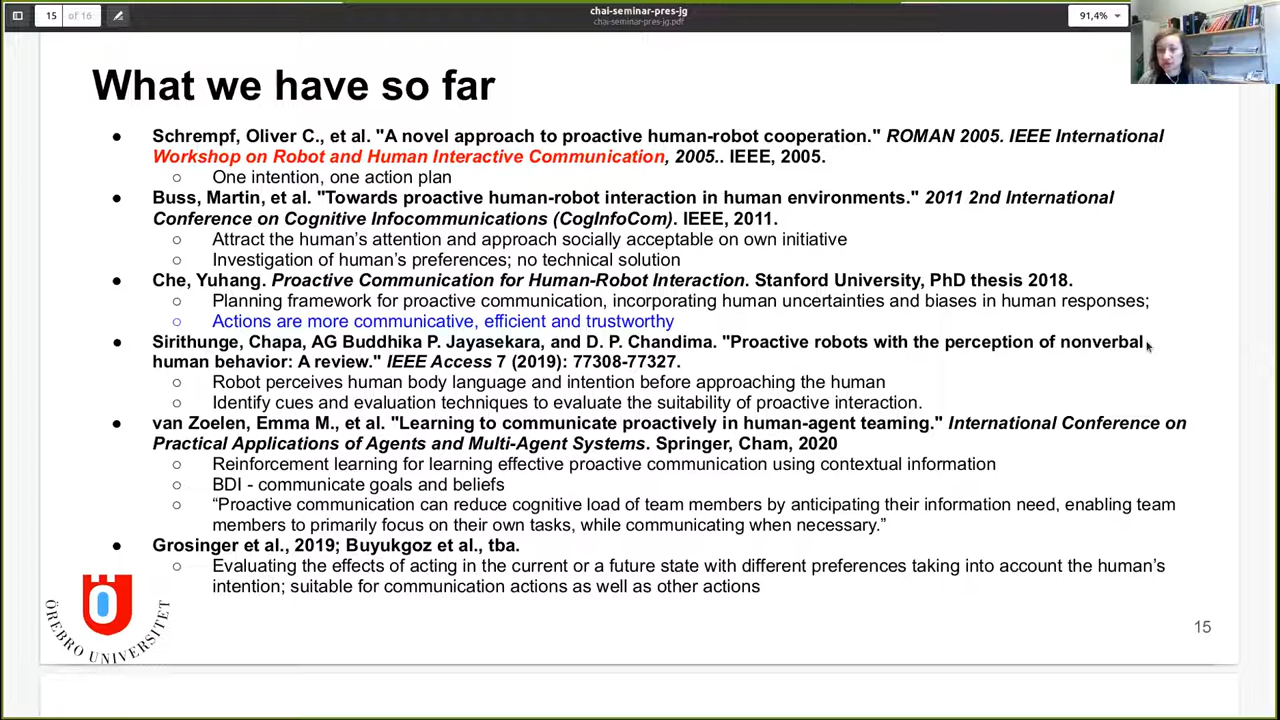 chai-seminar-pres-jg
chai-seminar-pres-jg.pdf
15 of 16
91,4%
What we have so far
● Schrempf, Oliver C., et al. "A novel approach to proactive human-robot cooperation." ROMAN 2005. IEEE International
Workshop on Robot and Human Interactive Communication, 2005.. IEEE, 2005.
○ One intention, one action plan
● Buss, Martin, et al. "Towards proactive human-robot interaction in human environments." 2011 2nd International
Conference on Cognitive Infocommunications (CogInfoCom). IEEE, 2011.
○ Attract the human's attention and approach socially acceptable on own initiative
○ Investigation of human's preferences; no technical solution
● Che, Yuhang. Proactive Communication for Human-Robot Interaction. Stanford University, PhD thesis 2018.
○ Planning framework for proactive communication, incorporating human uncertainties and biases in human responses;
○ Actions are more communicative, efficient and trustworthy
● Sirithunge, Chapa, AG Buddhika P. Jayasekara, and D. P. Chandima. "Proactive robots with the perception of nonverbal
human behavior: A review." IEEE Access 7 (2019): 77308-77327.
○ Robot perceives human body language and intention before approaching the human
○ Identify cues and evaluation techniques to evaluate the suitability of proactive interaction.
● van Zoelen, Emma M., et al. "Learning to communicate proactively in human-agent teaming." International Conference on
Practical Applications of Agents and Multi-Agent Systems. Springer, Cham, 2020
○ Reinforcement learning for learning effective proactive communication using contextual information
○ BDI - communicate goals and beliefs
○ “Proactive communication can reduce cognitive load of team members by anticipating their information need, enabling team
members to primarily focus on their own tasks, while communicating when necessary.”
● Grosinger et al., 2019; Buyukgoz et al., tba.
○ Evaluating the effects of acting in the current or a future state with different preferences taking into account the human's
intention; suitable for communication actions as well as other actions
ÖREBRO UNIVERSITET
15